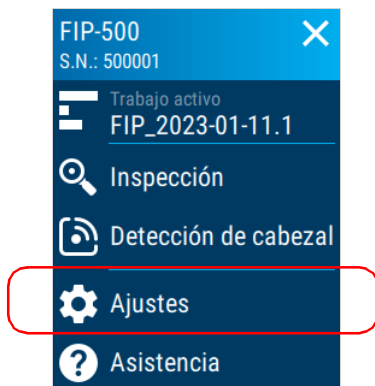 FIP-500
S.N.: 500001
Trabajo activo
FIP_2023-01-11.1
Inspección
Detección de cabezal
Ajustes
Asistencia